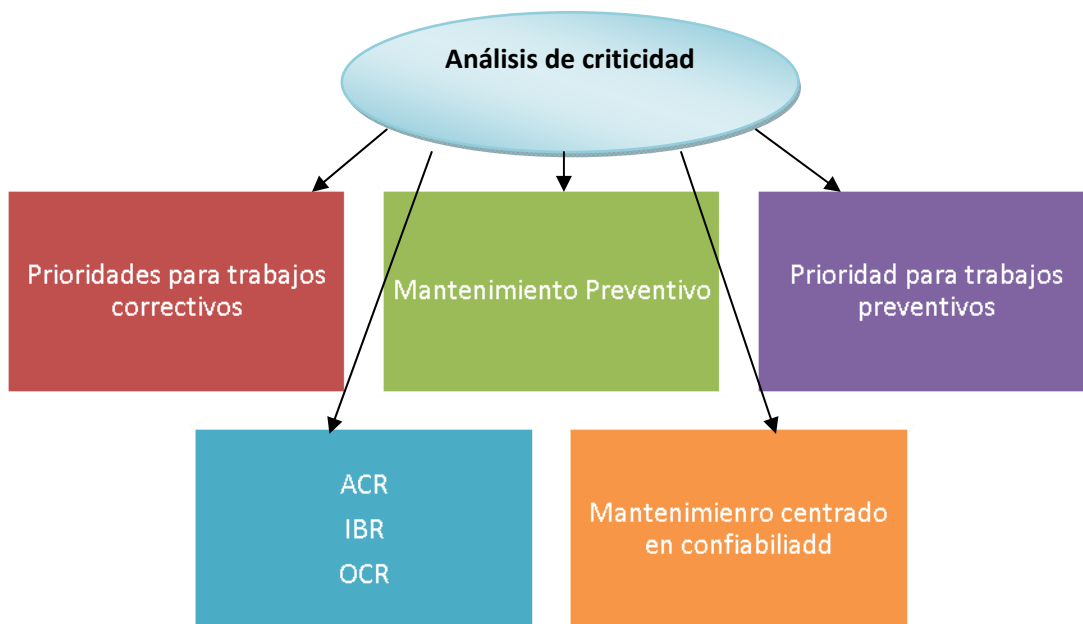 Análisis de criticidad
Prioridades para trabajos
correctivos
Mantenimiento Preventivo
Prioridad para trabajos
preventivos
ACR
IBR
OCR
Mantenimienro centrado
en confiabiliadd